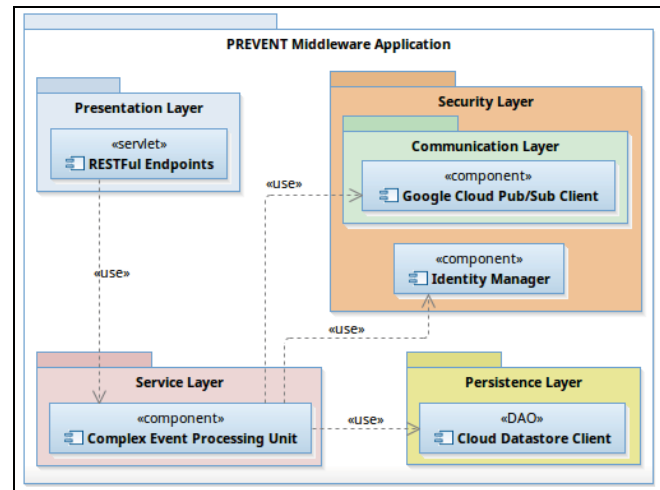 PREVENT Middleware Application
Presentation Layer
«servlet»
RESTFul Endpoints
Security Layer
Communication Layer
«component»
Google Cloud Pub/Sub Client
«use»
«component»
Identity Manager
«use»
«use»
Service Layer
«component»
Complex Event Processing Unit
«use»
Persistence Layer
«DAO»
Cloud Datastore Client